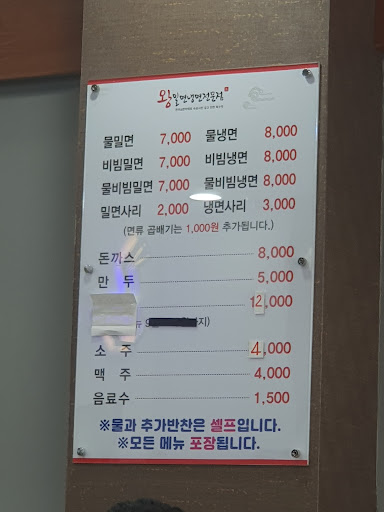 왕밀면냉면전문점
물밀면 7,000 물냉면 8,000
비빔밀면 7,000 비빔냉면 8,000
물비빔밀면 7,000 물비빔냉면 8,000
밀면사리 2,000 냉면사리 3,000
(면류 곱배기는 1,000원 추가됩니다.)
돈까스 8,000
만 두 5,000
12,000
지)
소 주 4,000
맥 주 4,000
음료수 1,500
※물과 추가반찬은 셀프입니다.
※모든 메뉴 포장됩니다.